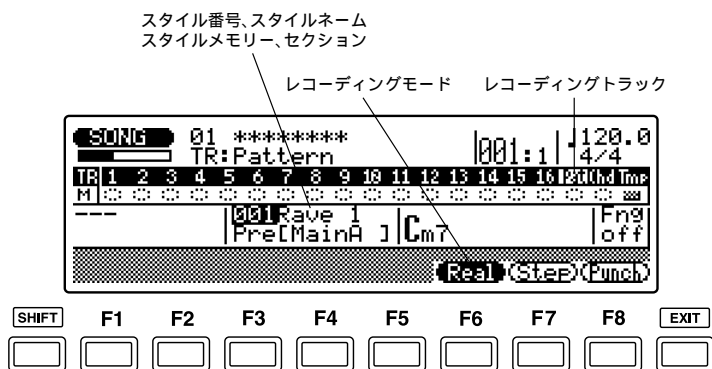 スタイル番号、スタイルネーム
スタイルメモリー、セクション
レコーディングモード レコーディングトラック
SONG 01 ******** 001:1 ♩120.0
TR:Pattern 4/4
TR 1 2 3 4 5 6 7 8 9 10 11 12 13 14 15 16 Chd Tmp
M
--- 001 Rave 1 Cm7 Fng
Pre[MainA ] off
Real Step Punch
SHIFT F1 F2 F3 F4 F5 F6 F7 F8 EXIT